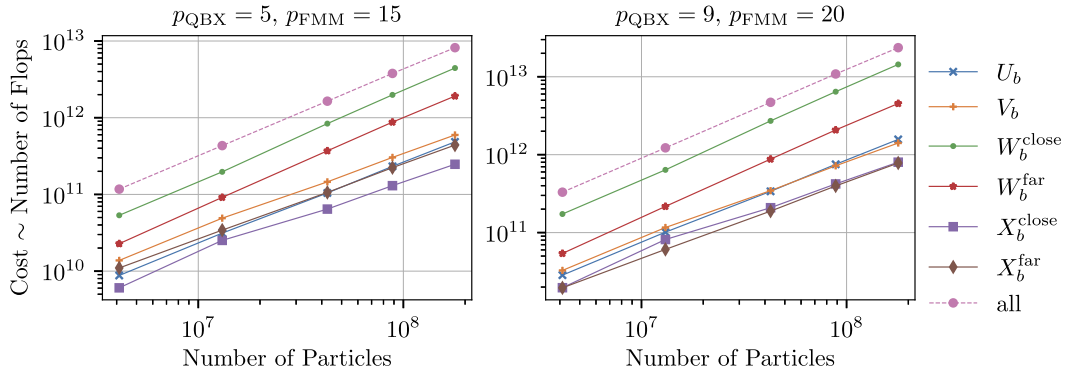 p_QBX = 5, p_FMM = 15
p_QBX = 9, p_FMM = 20
Cost ∼ Number of Flops
10^13
10^12
10^11
10^10
10^7
10^8
Number of Particles
10^13
10^12
10^11
10^7
10^8
Number of Particles
U_b
V_b
W_b^close
W_b^far
X_b^close
X_b^far
all